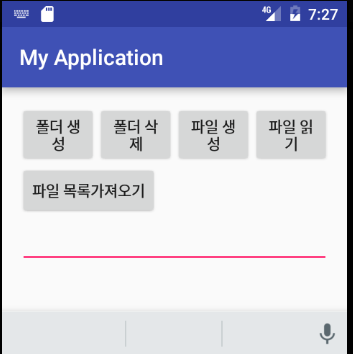 4G 7:27
My Application
폴더 생
성
폴더 삭
제
파일 생
성
파일 읽
기
파일 목록가져오기